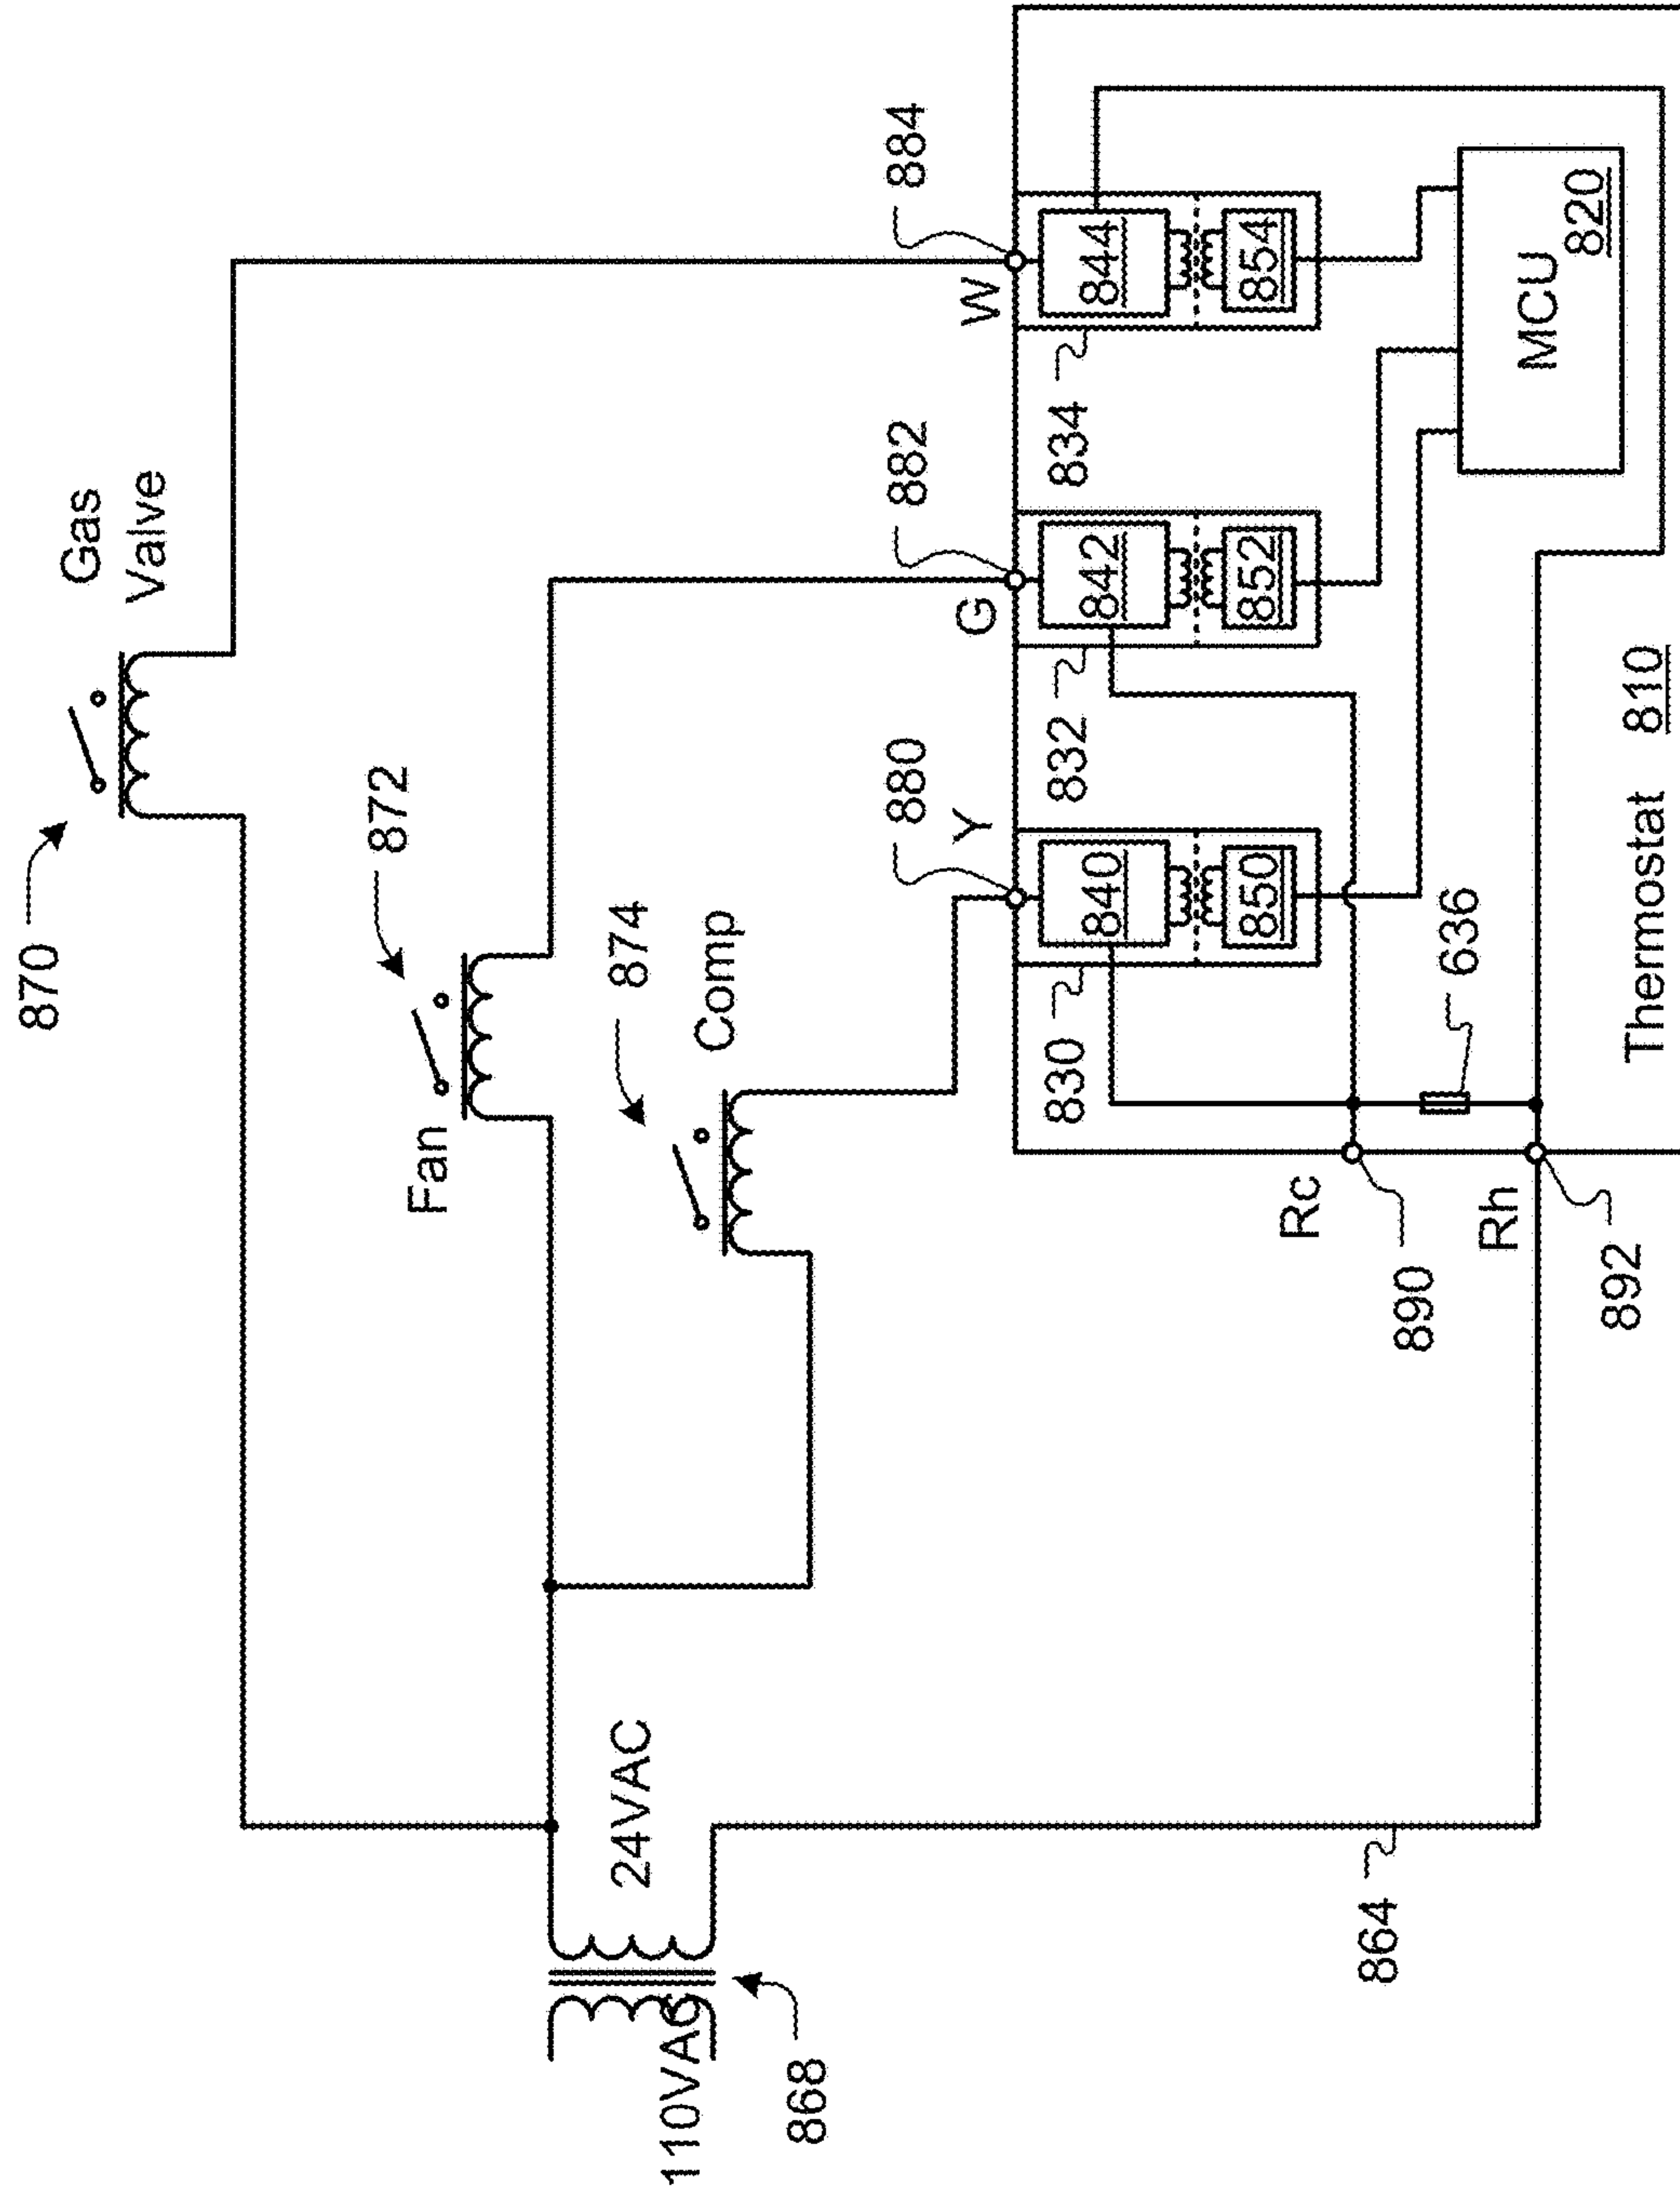 870
Gas
Valve
872
Fan
874
Comp
24VAC
110VAC
868
864
880
Y
882
G
884
W
830
832
834
840
842
844
850
852
854
636
MCU
820
Rc
890
Rh
892
Thermostat 810